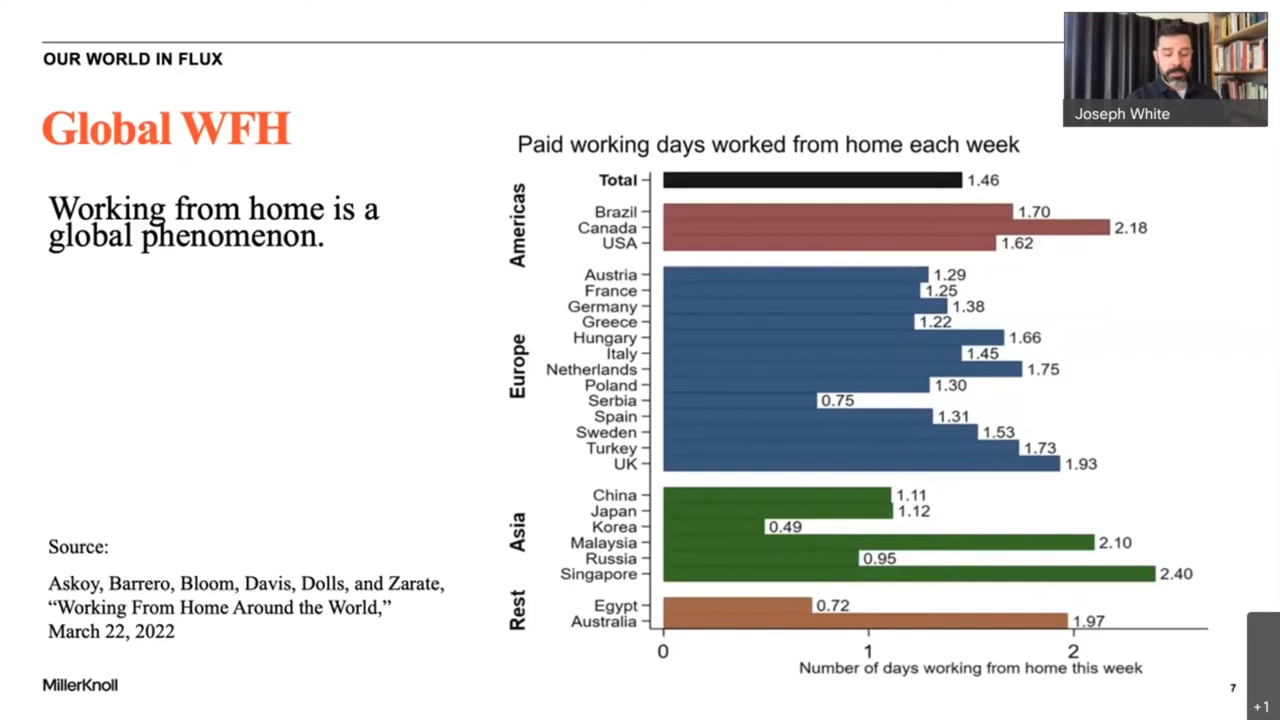 OUR WORLD IN FLUX
Global WFH
Working from home is a
global phenomenon.
Source:
Askoy, Barrero, Bloom, Davis, Dolls, and Zarate,
“Working From Home Around the World,”
March 22, 2022
MillerKnoll
Joseph White
Paid working days worked from home each week
Total 1.46
Americas
Brazil 1.70
Canada 2.18
USA 1.62
Europe
Austria 1.29
France 1.25
Germany 1.38
Greece 1.22
Hungary 1.66
Italy 1.45
Netherlands 1.75
Poland 1.30
Serbia 0.75
Spain 1.31
Sweden 1.53
Turkey 1.73
UK 1.93
Asia
China 1.11
Japan 1.12
Korea 0.49
Malaysia 2.10
Russia 0.95
Singapore 2.40
Rest
Egypt 0.72
Australia 1.97
0 1 2
Number of days working from home this week
7
+1